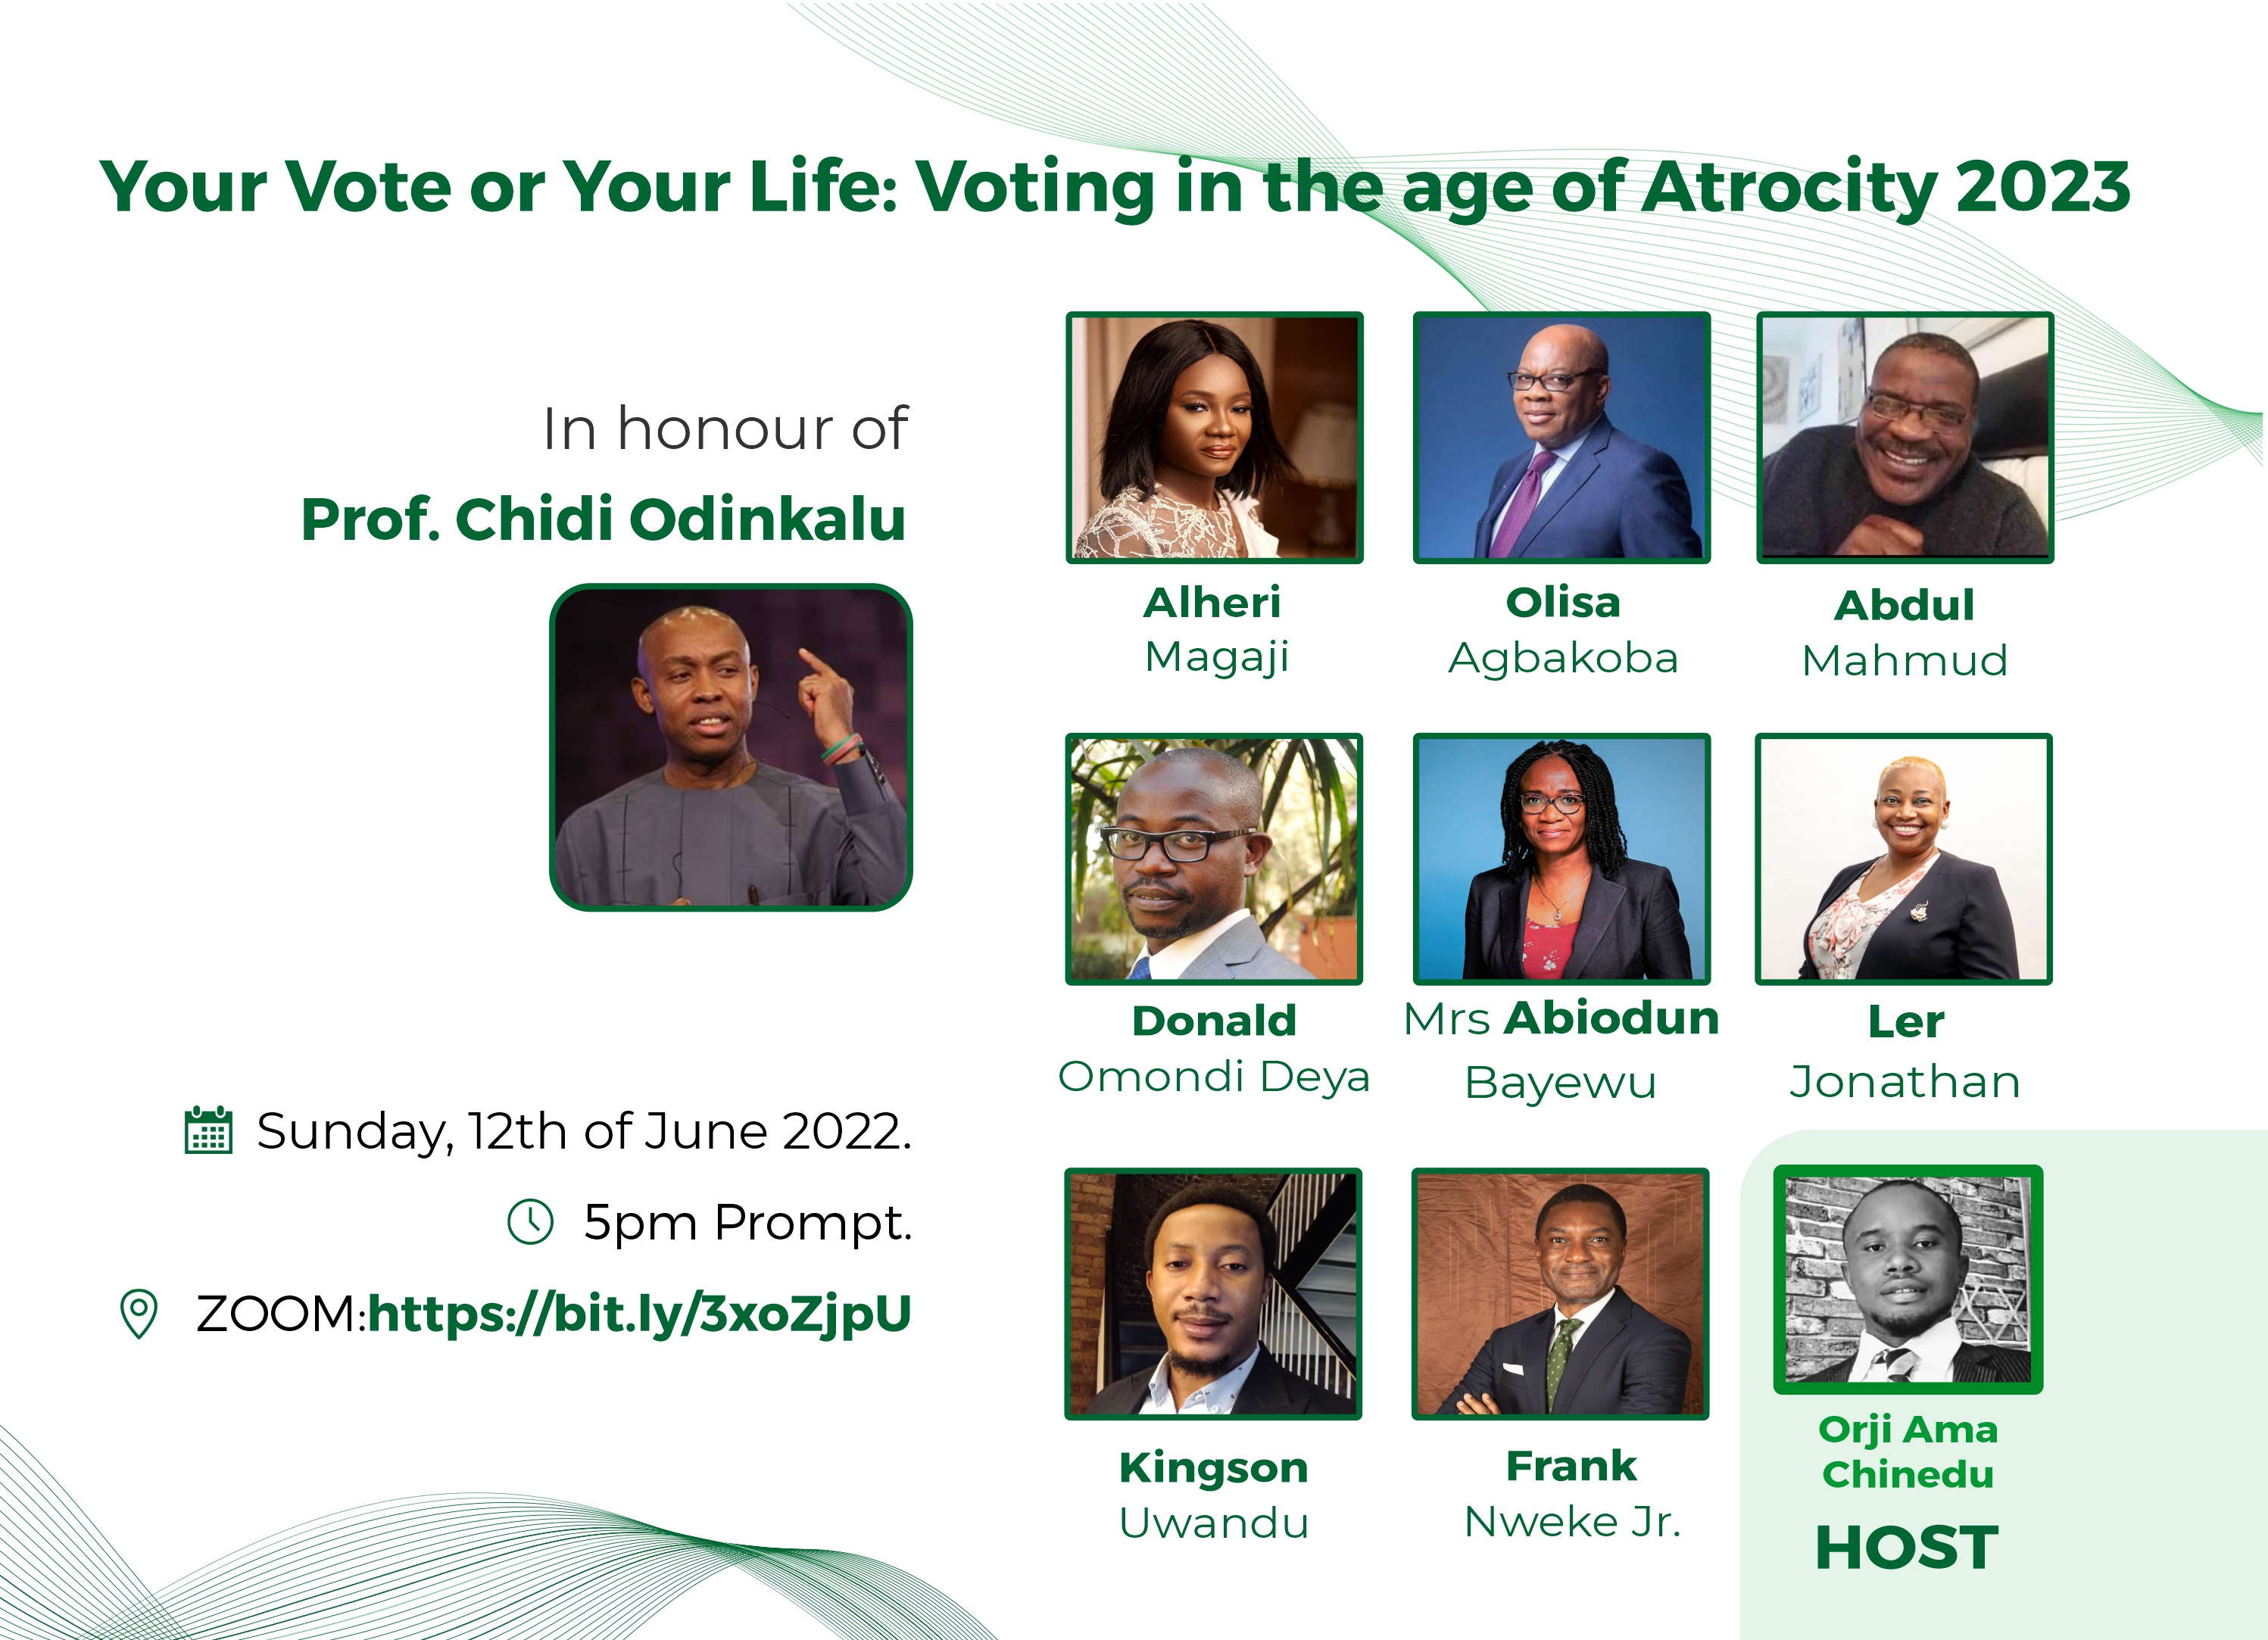 Your Vote or Your Life: Voting in the age of Atrocity 2023
In honour of
Prof. Chidi Odinkalu
Sunday, 12th of June 2022.
5pm Prompt.
ZOOM:https://bit.ly/3xoZjpU
Alheri
Magaji
Olisa
Agbakoba
Abdul
Mahmud
Donald
Omondi Deya
Mrs Abiodun
Bayewu
Ler
Jonathan
Kingson
Uwandu
Frank
Nweke Jr.
Orji Ama
Chinedu
HOST